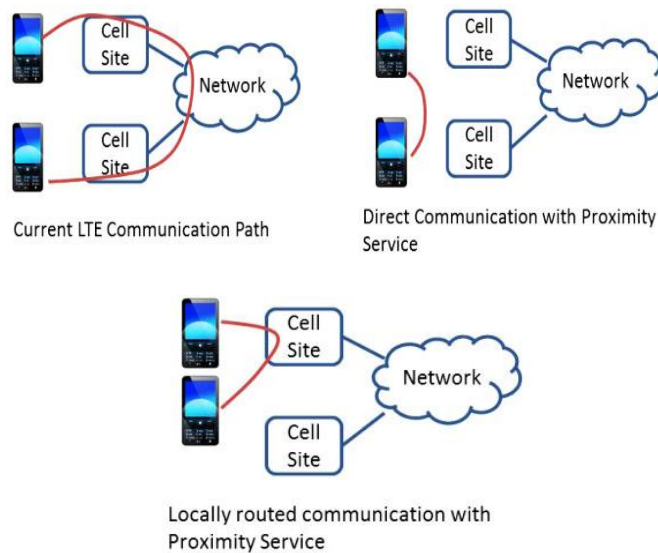 Cell
Site
Network
Cell
Site
Current LTE Communication Path
Cell
Site
Network
Cell
Site
Direct Communication with Proximity
Service
Cell
Site
Network
Cell
Site
Locally routed communication with
Proximity Service